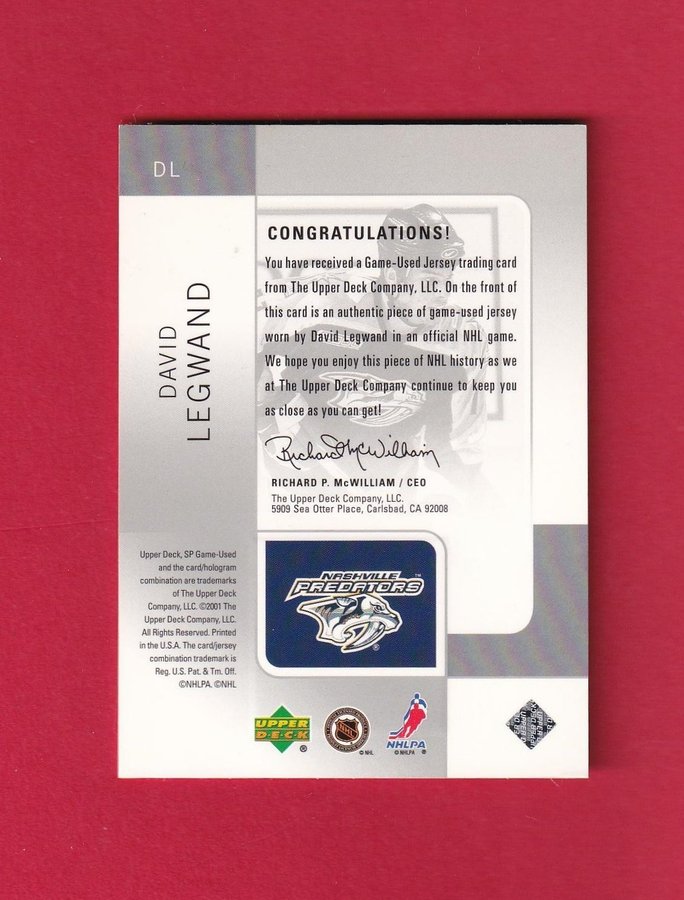 DL
DAVID
LEGWAND
CONGRATULATIONS!
You have received a Game-Used Jersey trading card
from The Upper Deck Company, LLC. On the front of
this card is an authentic piece of game-used jersey
worn by David Legwand in an official NHL game.
We hope you enjoy this piece of NHL history as we
at The Upper Deck Company continue to keep you
as close as you can get!
Richard McWilliam
RICHARD P. McWILLIAM / CEO
The Upper Deck Company, LLC.
5909 Sea Otter Place, Carlsbad, CA 92008
Upper Deck, SP Game-Used
and the card/hologram
combination are trademarks
of The Upper Deck
Company, LLC. ©2001 The
Upper Deck Company, LLC.
All Rights Reserved. Printed
in the U.S.A. The card/jersey
combination trademark is
Reg. U.S. Pat. & Tm. Off.
©NHLPA. ©NHL
NASHVILLE ™
PREDATORS
®
UPPER
DECK
®
NHL
© NHL
NHLPA
© NHLPA ®